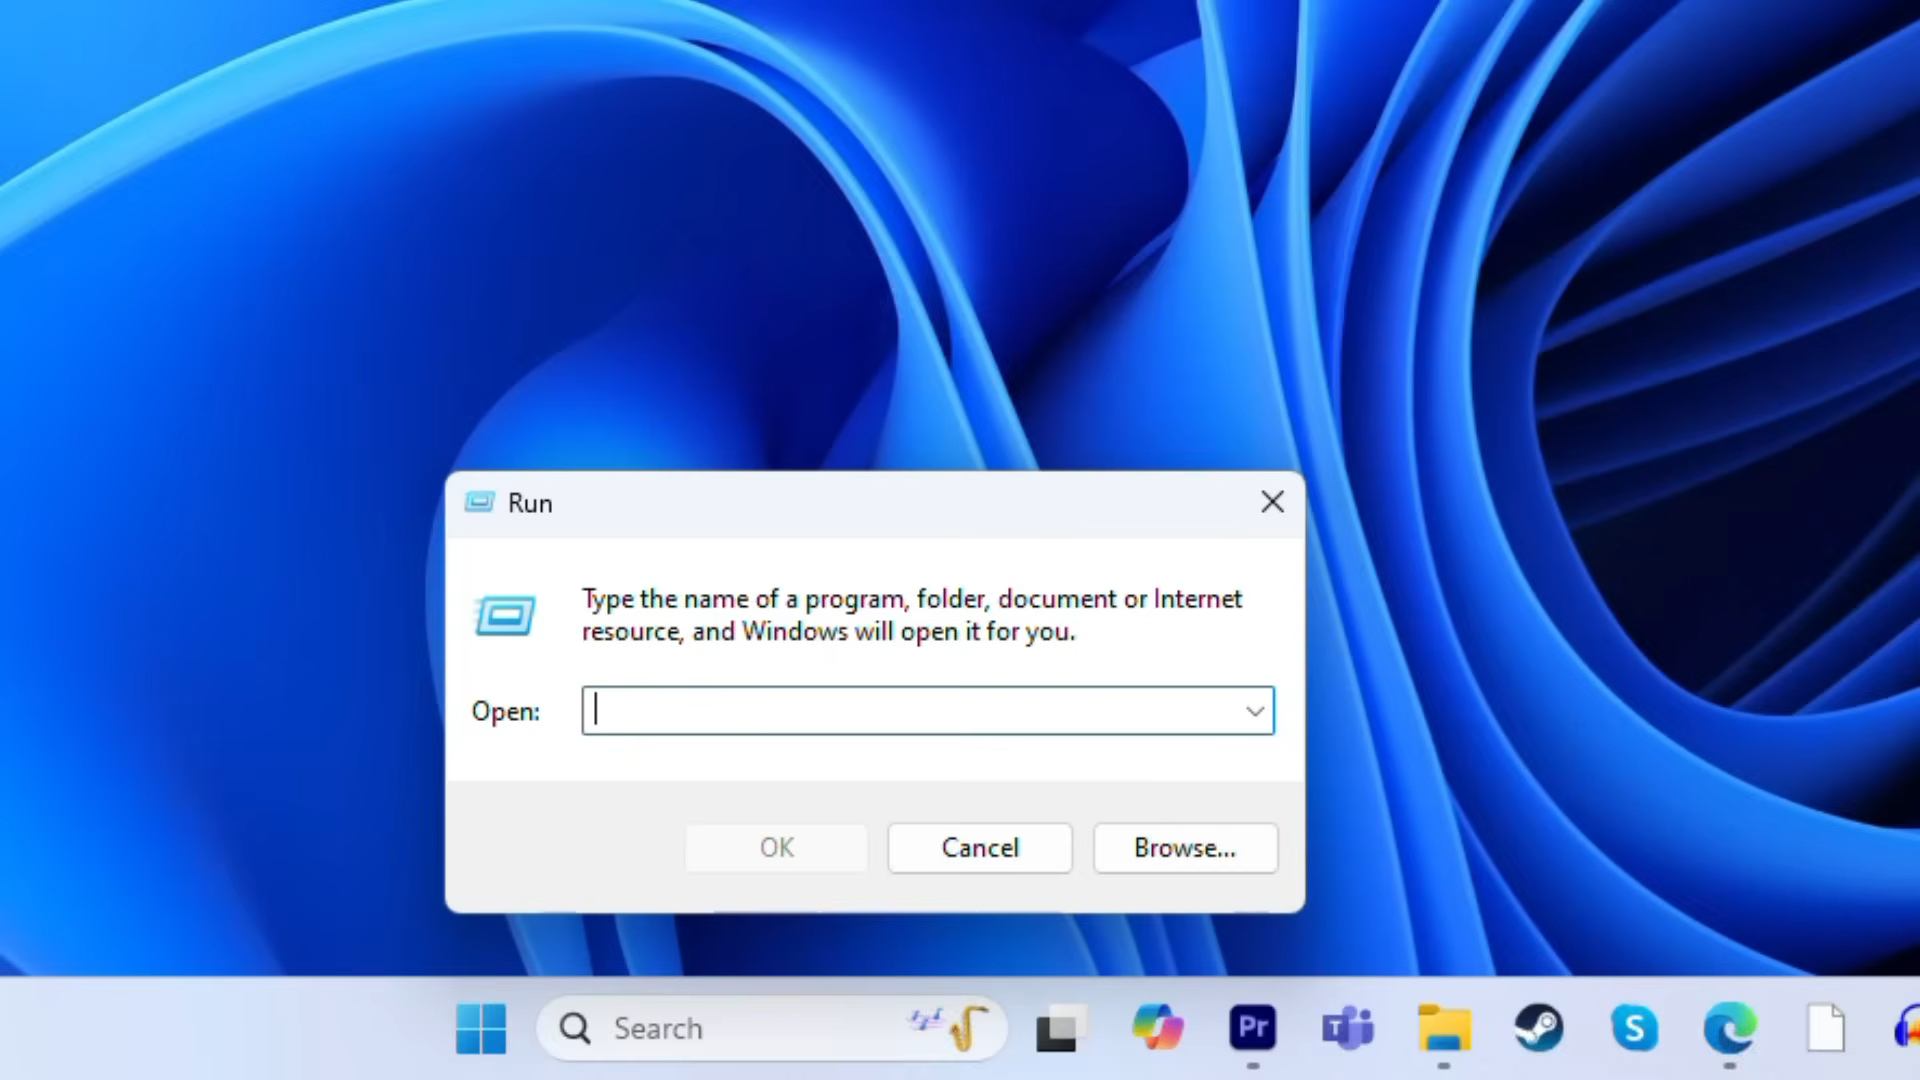 Run
Type the name of a program, folder, document or Internet
resource, and Windows will open it for you.
Open:
OK
Cancel
Browse...
Search
Pr
T
S